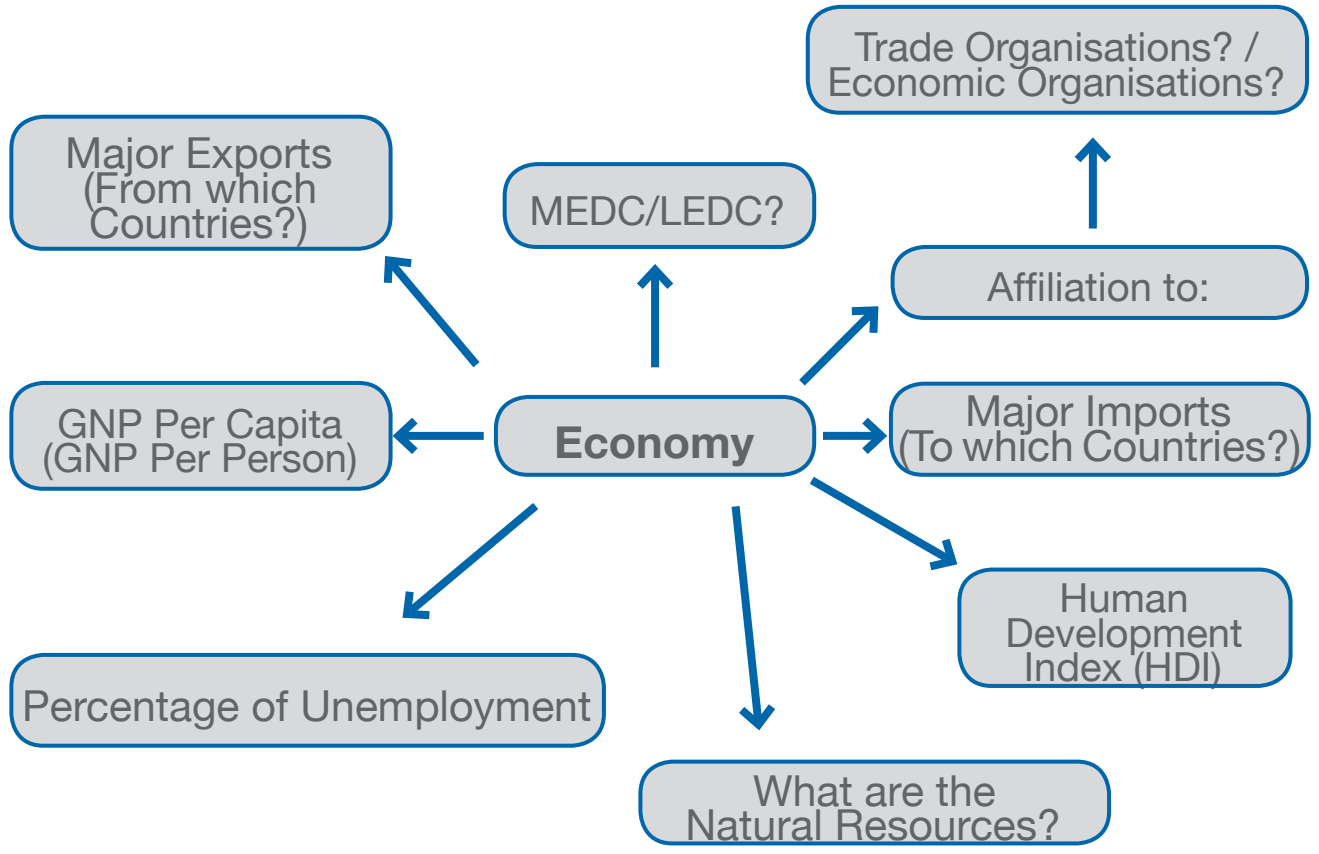 Trade Organisations? /
Economic Organisations?
Major Exports
(From which
Countries?)
MEDC/LEDC?
Affiliation to:
GNP Per Capita
(GNP Per Person)
Economy
Major Imports
(To which Countries?)
Human
Development
Index (HDI)
Percentage of Unemployment
What are the
Natural Resources?